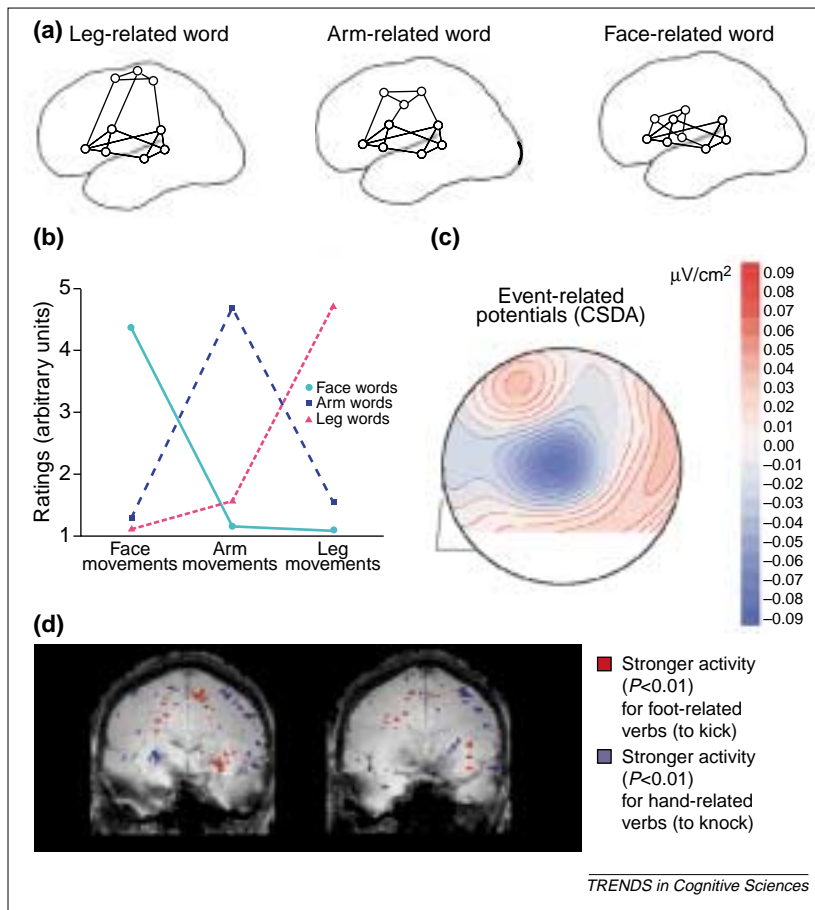 (a)
Leg-related word
Arm-related word
Face-related word
(b)
(c)
Ratings (arbitrary units)
5
4
3
2
1
Face words
Arm words
Leg words
Face
movements
Arm
movements
Leg
movements
Event-related
potentials (CSDA)
µV/cm²
0.09
0.08
0.07
0.06
0.05
0.04
0.03
0.02
0.01
0.00
–0.01
–0.02
–0.03
–0.04
–0.05
–0.06
–0.07
–0.08
–0.09
(d)
Stronger activity
(P<0.01)
for foot-related
verbs (to kick)
Stronger activity
(P<0.01)
for hand-related
verbs (to knock)
TRENDS in Cognitive Sciences